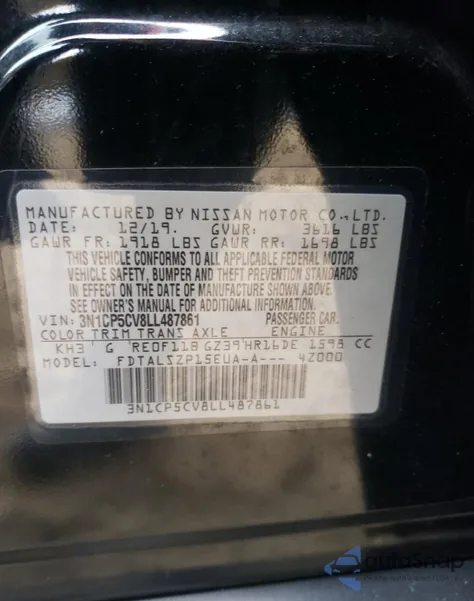 MANUFACTURED BY NISSAN MOTOR CO., LTD.
DATE: 12/19. GVWR: 3616 LBS
GAWR FR: 1918 LBS GAWR RR: 1698 LBS
THIS VEHICLE CONFORMS TO ALL APPLICABLE FEDERAL MOTOR
VEHICLE SAFETY, BUMPER AND THEFT PREVENTION STANDARDS
IN EFFECT ON THE DATE OF MANUFACTURE SHOWN ABOVE.
SEE OWNER'S MANUAL FOR ADDITIONAL INFORMATION.
VIN: 3N1CP5CV8LL487861 PASSENGER CAR.
COLOR TRIM TRANS AXLE ENGINE
KH3 G RE0F11B GZ39 HR16DE 1598 CC
MODEL: FDTALSZP15EUA-A--- 4Z000
3N1CP5CV8LL487861
autoSnap